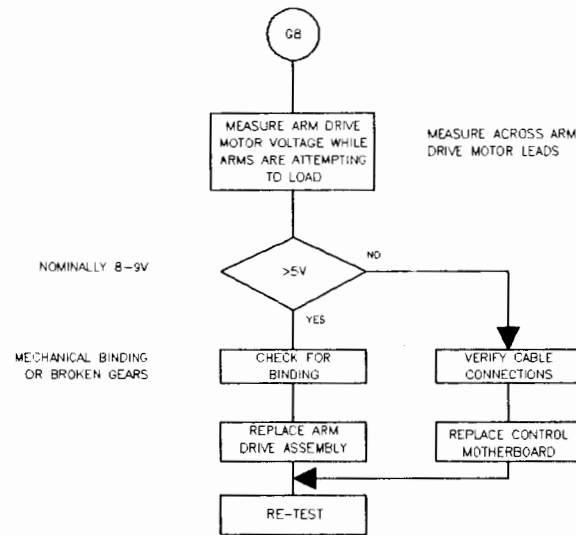 G8
MEASURE ARM DRIVE
MOTOR VOLTAGE WHILE
ARMS ARE ATTEMPTING
TO LOAD
MEASURE ACROSS ARM
DRIVE MOTOR LEADS
NOMINALLY 8-9V
>5V
NO
YES
MECHANICAL BINDING
OR BROKEN GEARS
CHECK FOR
BINDING
VERIFY CABLE
CONNECTIONS
REPLACE ARM
DRIVE ASSEMBLY
REPLACE CONTROL
MOTHERBOARD
RE-TEST